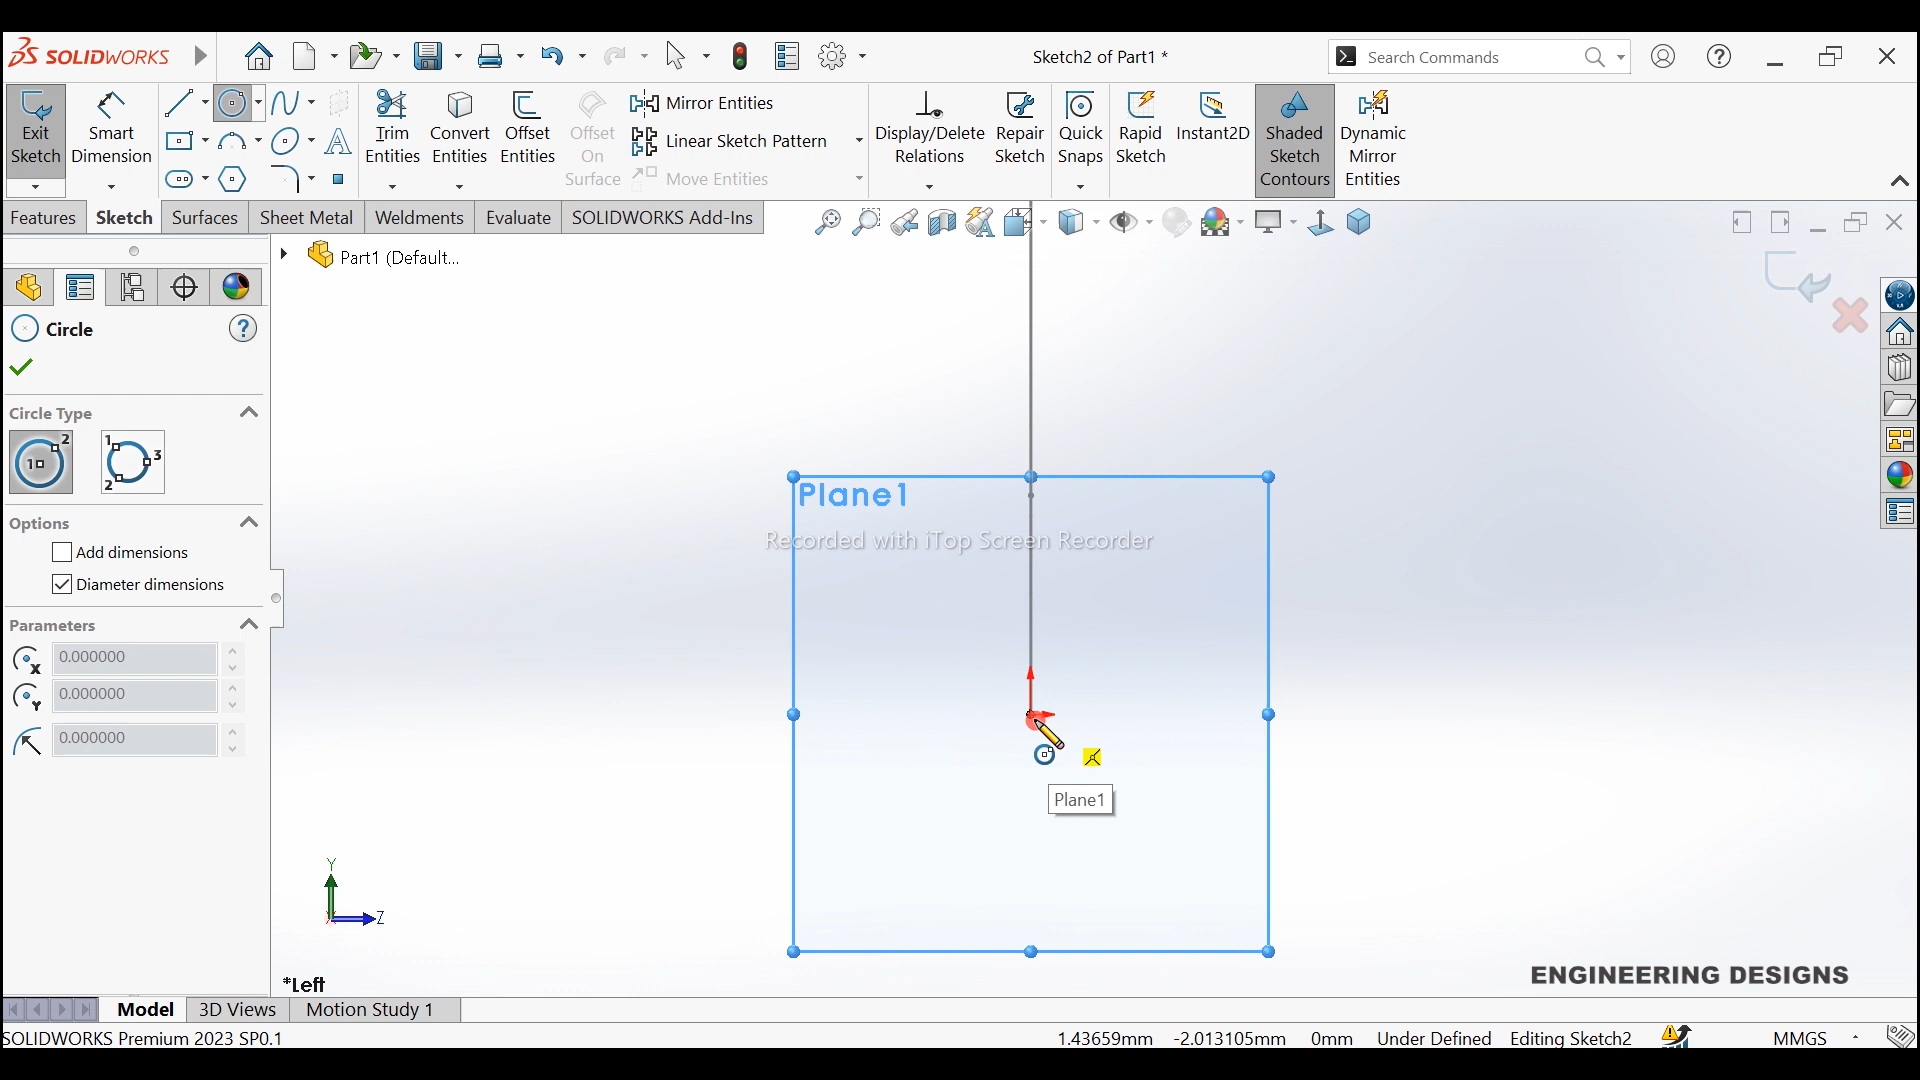 SOLIDWORKS
Sketch2 of Part1 *
Search Commands
Exit Sketch
Smart Dimension
Trim Entities
Convert Entities
Offset Entities
Offset On Surface
Mirror Entities
Linear Sketch Pattern
Move Entities
Display/Delete Relations
Repair Sketch
Quick Snaps
Rapid Sketch
Instant2D
Shaded Sketch Contours
Dynamic Mirror Entities
Features Sketch Surfaces Sheet Metal Weldments Evaluate SOLIDWORKS Add-Ins
Part1 (Default...
Circle
Circle Type
1 2
1 2 3
Options
Add dimensions
Diameter dimensions
Parameters
X 0.000000
Y 0.000000
0.000000
Plane1
Recorded with iTop Screen Recorder
Plane1
Y
Z
*Left
ENGINEERING DESIGNS
Model 3D Views Motion Study 1
SOLIDWORKS Premium 2023 SP0.1
1.43659mm -2.013105mm 0mm Under Defined Editing Sketch2 MMGS